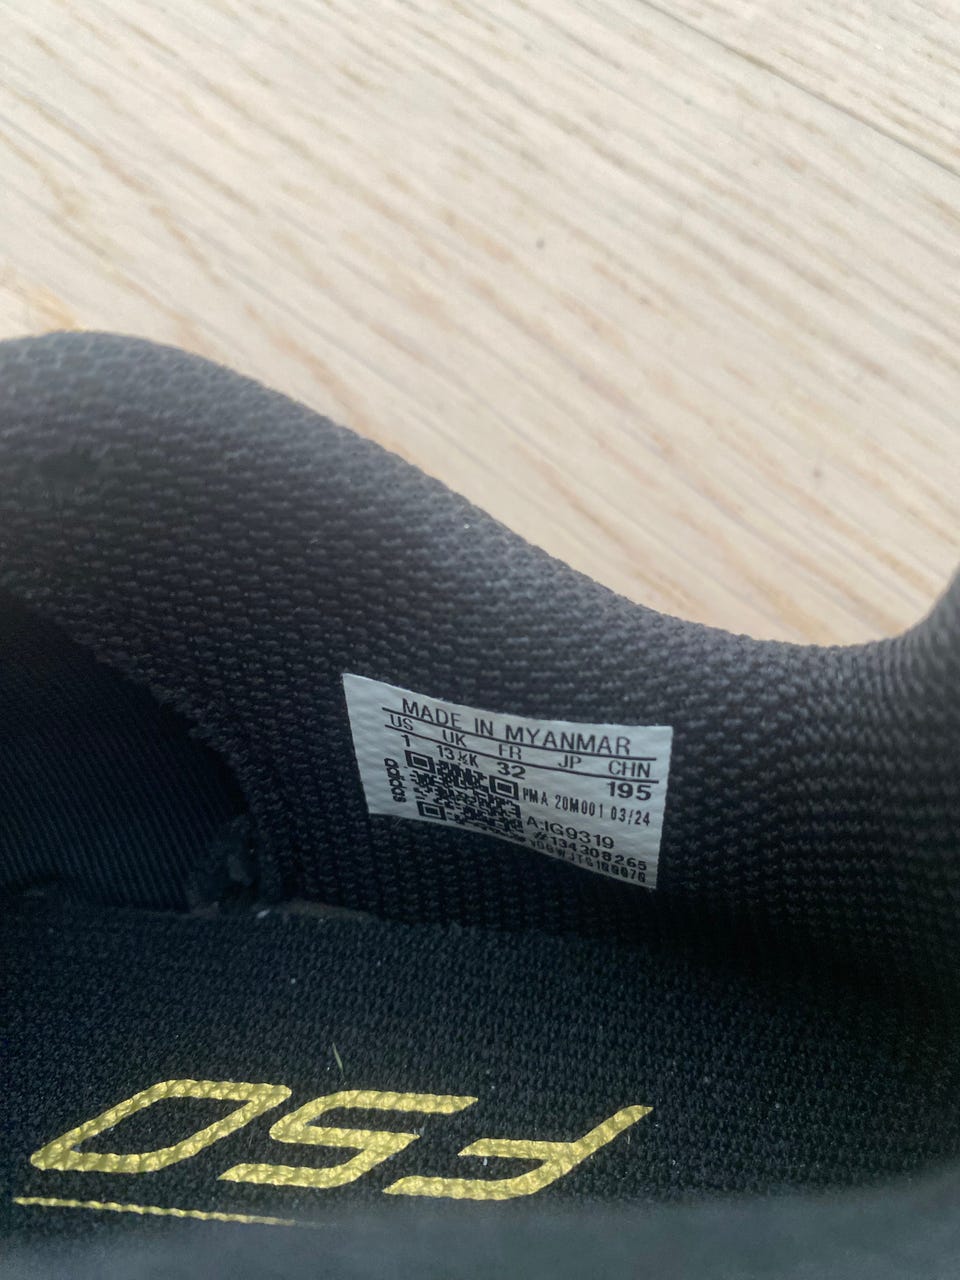 MADE IN MYANMAR
US UK FR JP CHN
1 13½K 32 195
adidas
PMA 20M001 03/24
A:IG9319
#134308265
F50